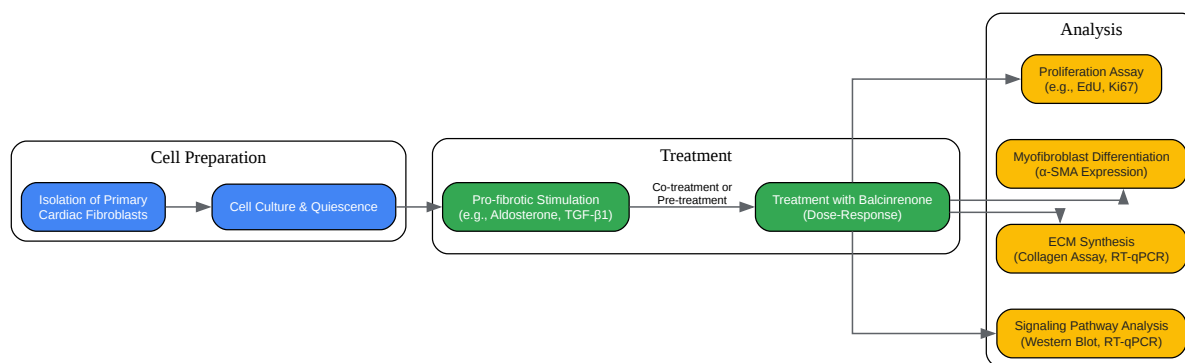 Cell Preparation
Isolation of Primary
Cardiac Fibroblasts
Cell Culture & Quiescence
Treatment
Pro-fibrotic Stimulation
(e.g., Aldosterone, TGF-β1)
Co-treatment or
Pre-treatment
Treatment with Balcinrenone
(Dose-Response)
Analysis
Proliferation Assay
(e.g., EdU, Ki67)
Myofibroblast Differentiation
(α-SMA Expression)
ECM Synthesis
(Collagen Assay, RT-qPCR)
Signaling Pathway Analysis
(Western Blot, RT-qPCR)